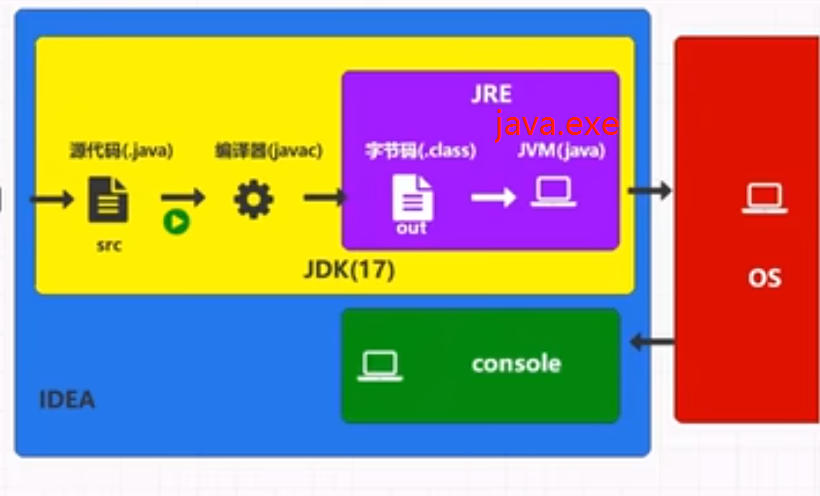 JRE
java.exe
源代码(.java)
编译器(javac)
字节码(.class)
JVM(java)
src
out
JDK(17)
OS
console
IDEA